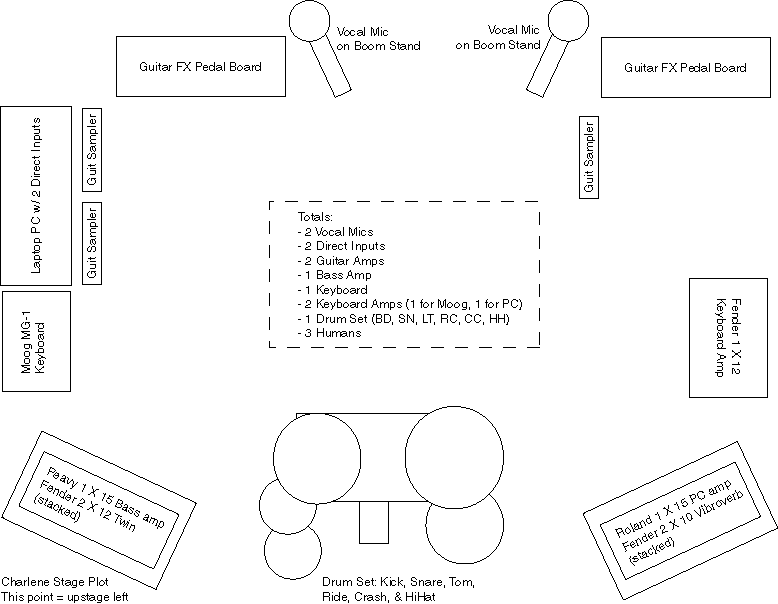 Vocal Mic
on Boom Stand
Vocal Mic
on Boom Stand
Guitar FX Pedal Board
Guitar FX Pedal Board
Laptop PC w/ 2 Direct Inputs
Guit Sampler
Guit Sampler
Guit Sampler
Totals:
- 2 Vocal Mics
- 2 Direct Inputs
- 2 Guitar Amps
- 1 Bass Amp
- 1 Keyboard
- 2 Keyboard Amps (1 for Moog, 1 for PC)
- 1 Drum Set (BD, SN, LT, RC, CC, HH)
- 3 Humans
Moog MG-1
Keyboard
Fender 1 X 12
Keyboard Amp
Peavy 1 X 15 Bass amp
Fender 2 X 12 Twin
(stacked)
Roland 1 X 15 PC amp
Fender 2 X 10 Vibroverb
(stacked)
Charlene Stage Plot
This point = upstage left
Drum Set: Kick, Snare, Tom,
Ride, Crash, & HiHat